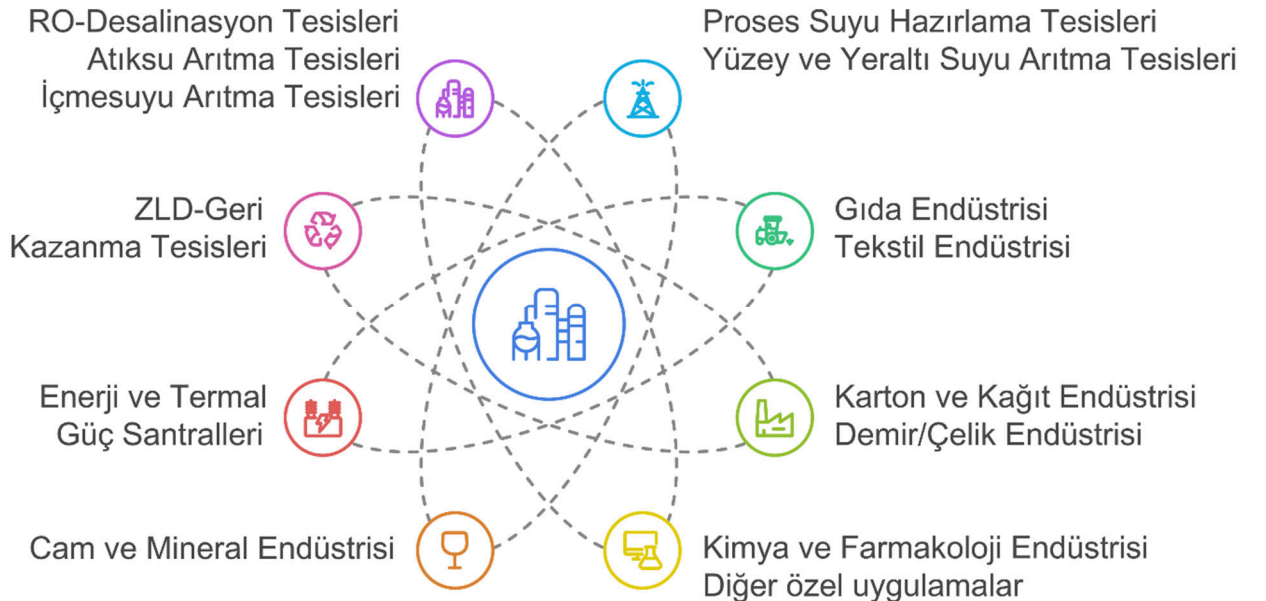 RO-Desalinasyon Tesisleri
Atıksu Arıtma Tesisleri
İçmesuyu Arıtma Tesisleri
Proses Suyu Hazırlama Tesisleri
Yüzey ve Yeraltı Suyu Arıtma Tesisleri
ZLD-Geri
Kazanma Tesisleri
Gıda Endüstrisi
Tekstil Endüstrisi
Enerji ve Termal
Güç Santralleri
Karton ve Kağıt Endüstrisi
Demir/Çelik Endüstrisi
Cam ve Mineral Endüstrisi
Kimya ve Farmakoloji Endüstrisi
Diğer özel uygulamalar